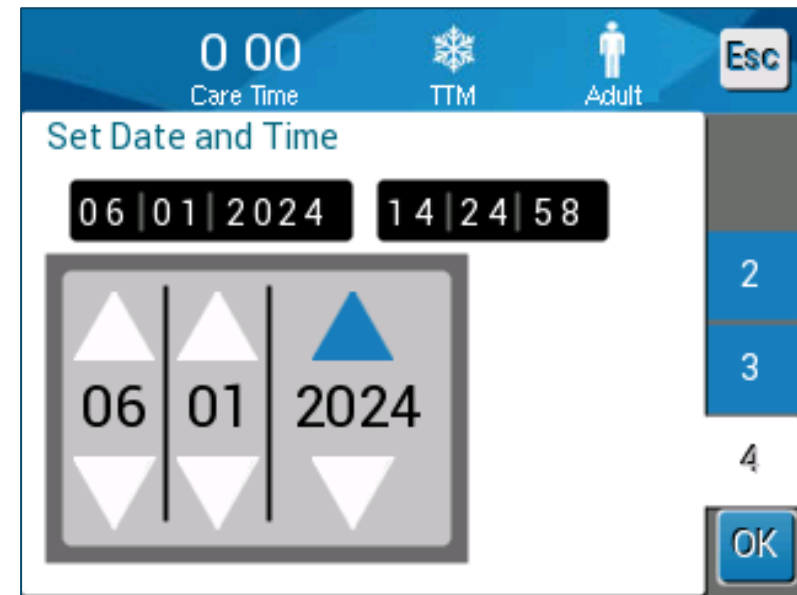 0 00
Care Time
TTM
Adult
Esc
Set Date and Time
06|01|2024
14|24|58
06 01 2024
2
3
4
OK